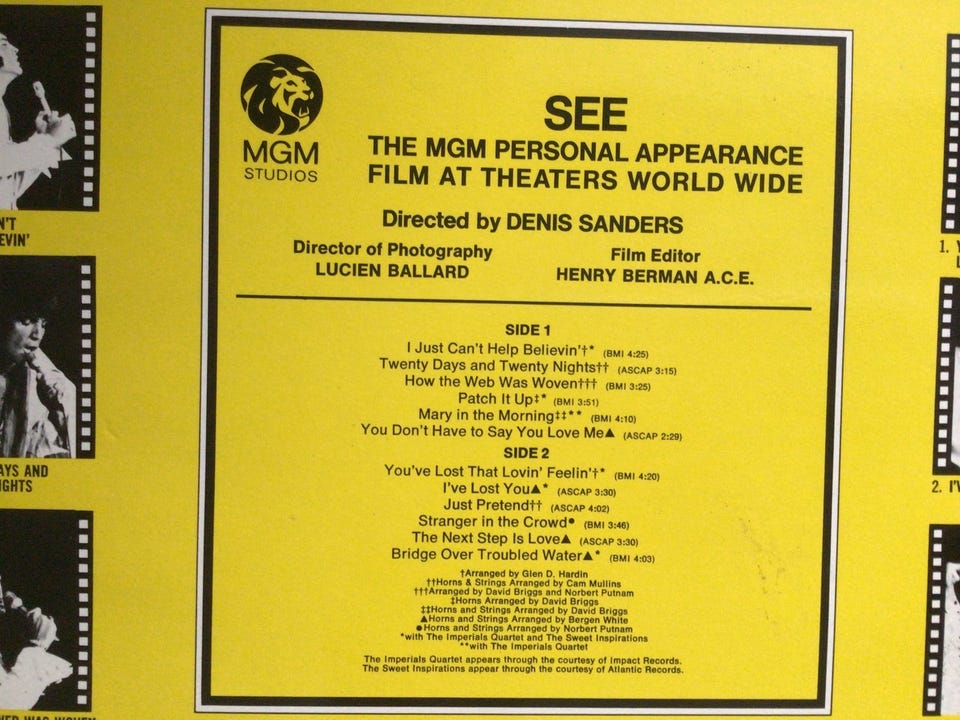 MGM
STUDIOS
SEE
THE MGM PERSONAL APPEARANCE
FILM AT THEATERS WORLD WIDE
Directed by DENIS SANDERS
Director of Photography
LUCIEN BALLARD
Film Editor
HENRY BERMAN A.C.E.
SIDE 1
I Just Can't Help Believin'†* (BMI 4:25)
Twenty Days and Twenty Nights†† (ASCAP 3:15)
How the Web Was Woven††† (BMI 3:25)
Patch It Up‡* (BMI 3:51)
Mary in the Morning‡‡** (BMI 4:10)
You Don't Have to Say You Love Me▲ (ASCAP 2:29)
SIDE 2
You've Lost That Lovin' Feelin'†* (BMI 4:20)
I've Lost You▲* (ASCAP 3:30)
Just Pretend†† (ASCAP 4:02)
Stranger in the Crowd● (BMI 3:46)
The Next Step Is Love▲ (ASCAP 3:30)
Bridge Over Troubled Water▲* (BMI 4:03)
†Arranged by Glen D. Hardin
††Horns & Strings Arranged by Cam Mullins
†††Arranged by David Briggs and Norbert Putnam
‡Horns Arranged by David Briggs
‡‡Horns and Strings Arranged by David Briggs
▲Horns and Strings Arranged by Bergen White
●Horns and Strings Arranged by Norbert Putnam
*with The Imperials Quartet and The Sweet Inspirations
**with The Imperials Quartet
The Imperials Quartet appears through the courtesy of Impact Records.
The Sweet Inspirations appear through the courtesy of Atlantic Records.
N'T
EVIN'
AYS AND
IGHTS
1. Y
L
2. I'V